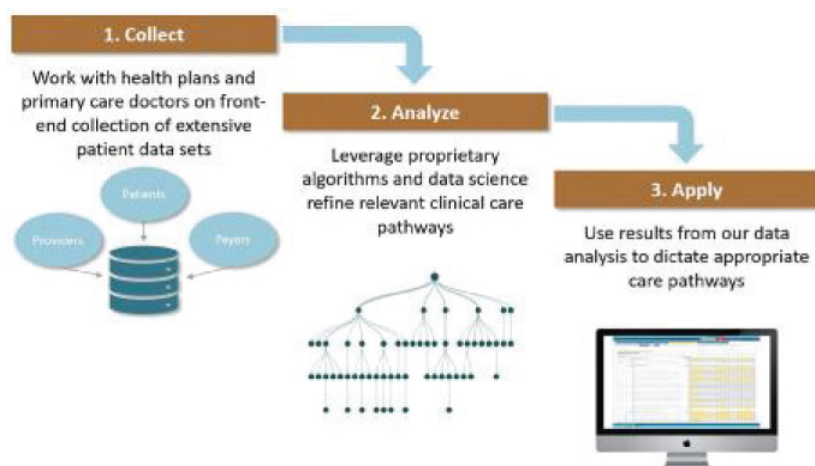 1. Collect
Work with health plans and
primary care doctors on front-
end collection of extensive
patient data sets
Patients
Providers
Payors
2. Analyze
Leverage proprietary
algorithms and data science
refine relevant clinical care
pathways
3. Apply
Use results from our data
analysis to dictate appropriate
care pathways